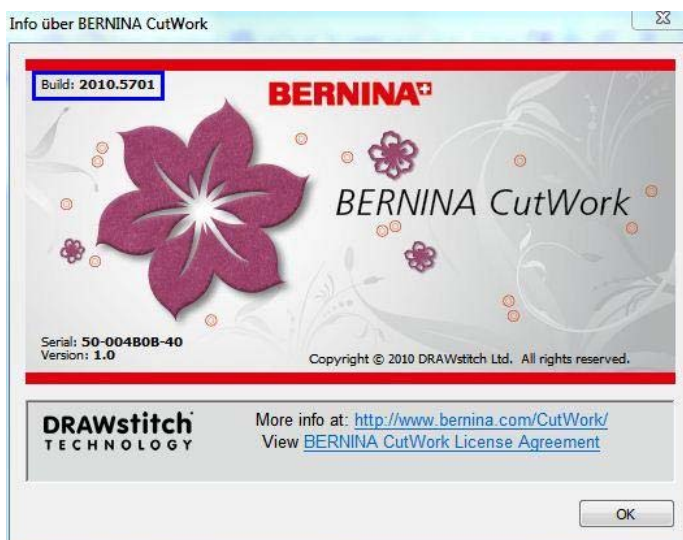 Info über BERNINA CutWork
Build: 2010.5701
BERNINA
BERNINA CutWork
Serial: 50-004B0B-40
Version: 1.0
Copyright © 2010 DRAWstitch Ltd. All rights reserved.
DRAWstitch
TECHNOLOGY
More info at: http://www.bernina.com/CutWork/
View BERNINA CutWork License Agreement
OK